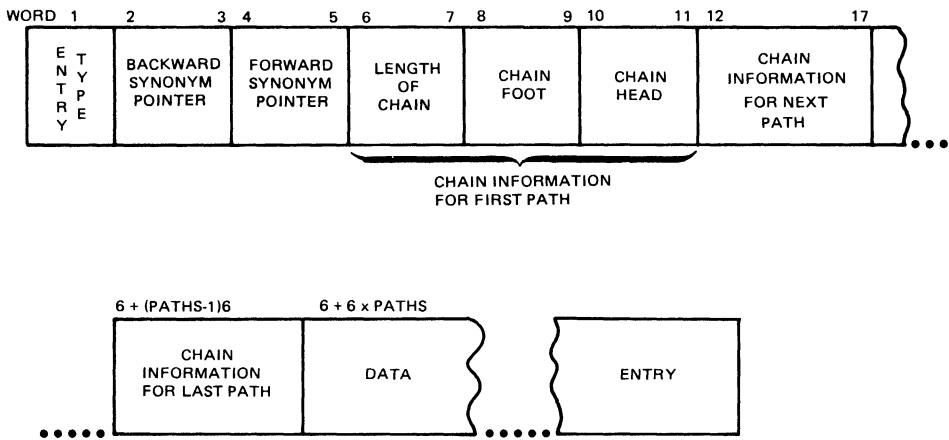 WORD 1 2 3 4 5 6 7 8 9 10 11 12 17
ENTRY TYPE
BACKWARD
SYNONYM
POINTER
FORWARD
SYNONYM
POINTER
LENGTH
OF
CHAIN
CHAIN
FOOT
CHAIN
HEAD
CHAIN
INFORMATION
FOR NEXT
PATH
CHAIN INFORMATION
FOR FIRST PATH
6 + (PATHS-1)6
6 + 6 x PATHS
CHAIN
INFORMATION
FOR LAST PATH
DATA
ENTRY